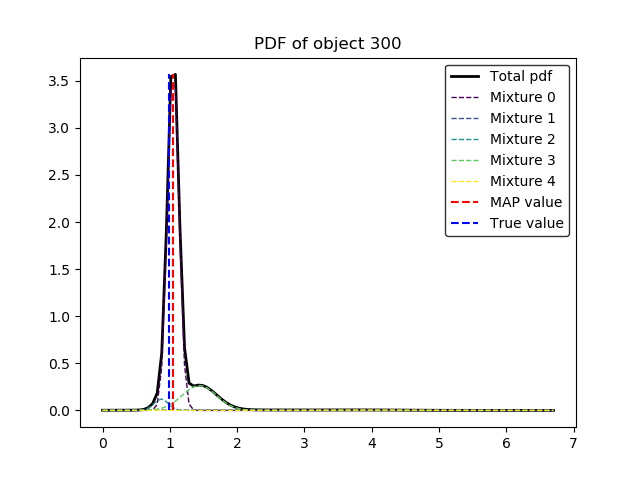 PDF of object 300
3.5
3.0
2.5
2.0
1.5
1.0
0.5
0.0
0 1 2 3 4 5 6 7
Total pdf
Mixture 0
Mixture 1
Mixture 2
Mixture 3
Mixture 4
MAP value
True value